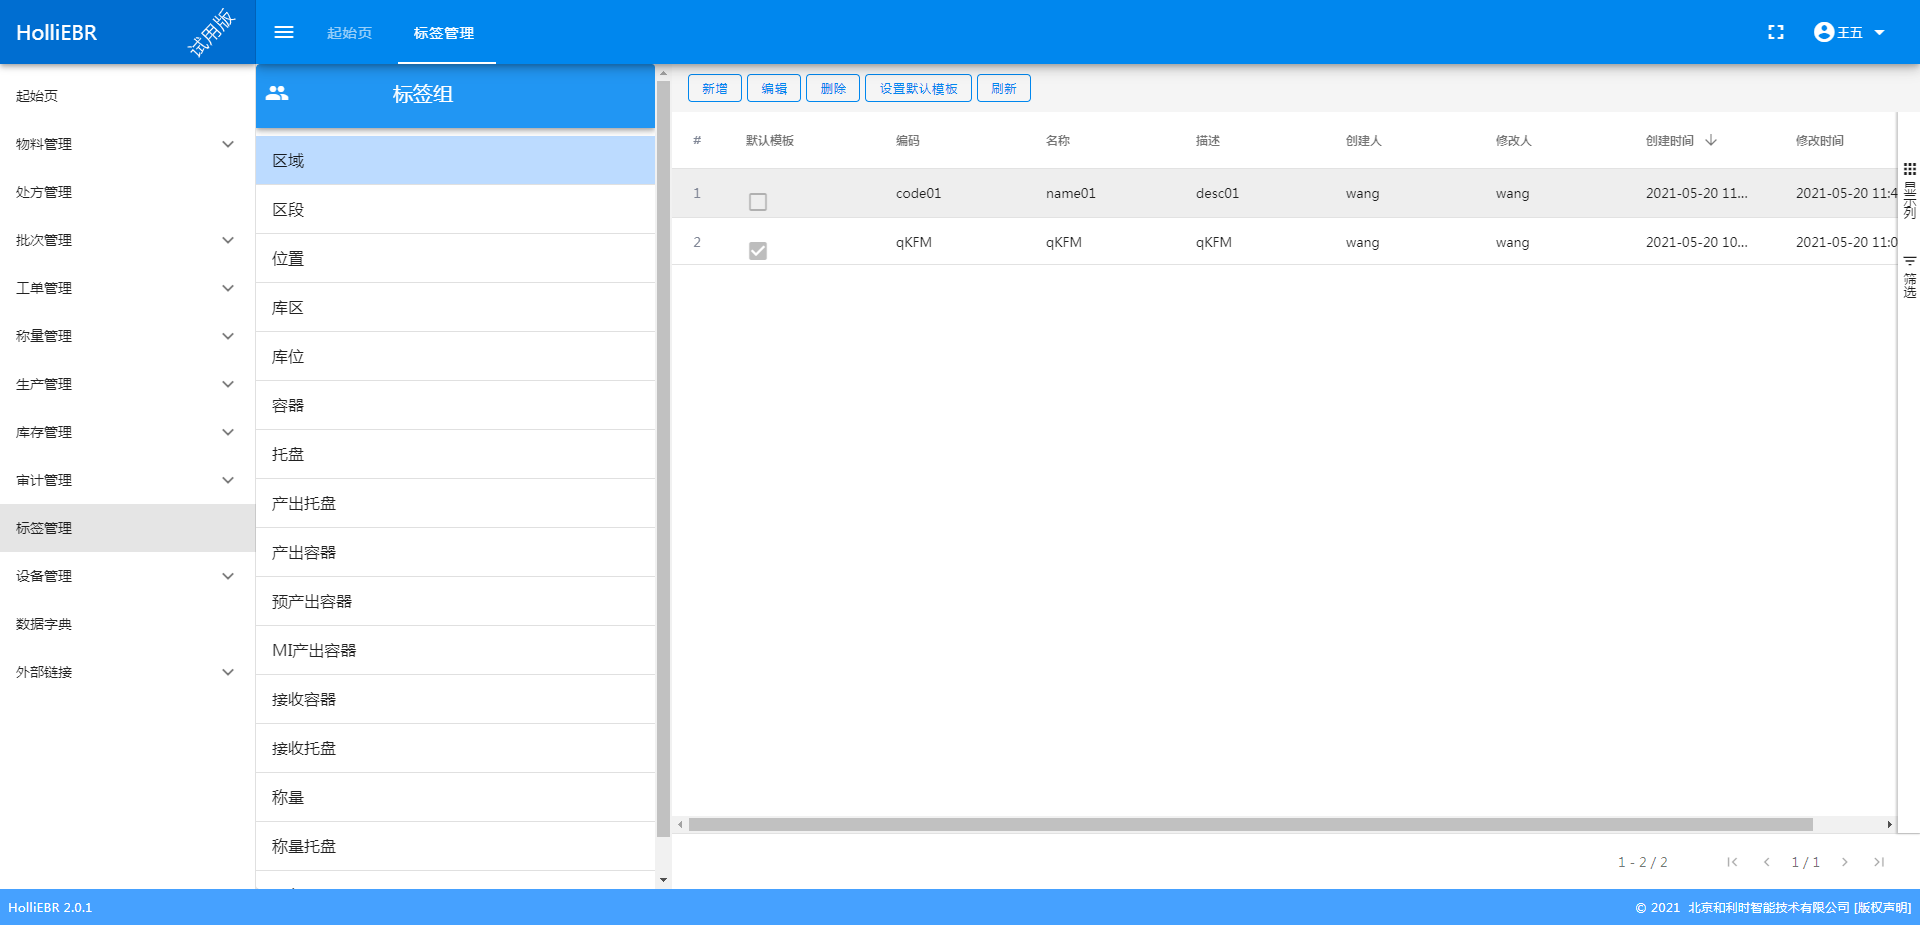 HolliEBR
试用版
起始页
标签管理
王五
起始页
物料管理
处方管理
批次管理
工单管理
称量管理
生产管理
库存管理
审计管理
标签管理
设备管理
数据字典
外部链接
标签组
区域
区段
位置
库区
库位
容器
托盘
产出托盘
产出容器
预产出容器
MI产出容器
接收容器
接收托盘
称量
称量托盘
新增 编辑 删除 设置默认模板 刷新
# 默认模板 编码 名称 描述 创建人 修改人 创建时间 修改时间
1 code01 name01 desc01 wang wang 2021-05-20 11... 2021-05-20 11:4
2 qKFM qKFM qKFM wang wang 2021-05-20 10... 2021-05-20 11:0
显示列
筛选
1 - 2 / 2 1 / 1
HolliEBR 2.0.1
© 2021 北京和利时智能技术有限公司 [版权声明]